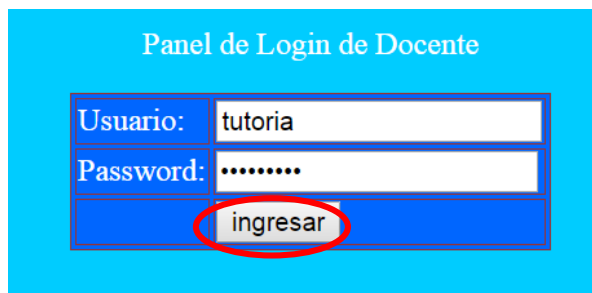 Panel de Login de Docente
Usuario: tutoria
Password: •••••••••
ingresar